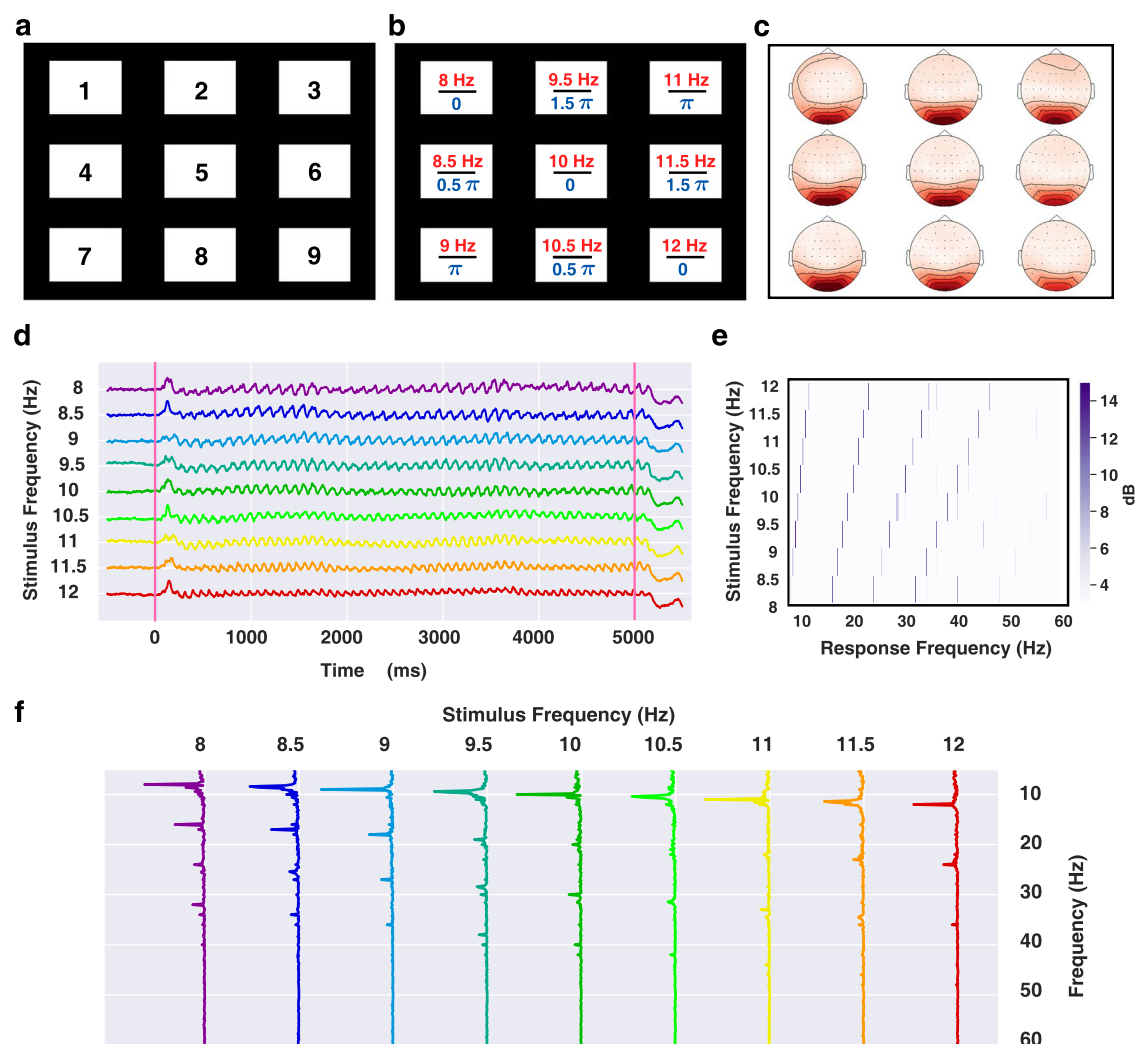 a
1 2 3
4 5 6
7 8 9
b
8 Hz 9.5 Hz 11 Hz
0 1.5 π π
8.5 Hz 10 Hz 11.5 Hz
0.5 π 0 1.5 π
9 Hz 10.5 Hz 12 Hz
π 0.5 π 0
c
d
Stimulus Frequency (Hz)
8
8.5
9
9.5
10
10.5
11
11.5
12
0 1000 2000 3000 4000 5000
Time (ms)
e
Stimulus Frequency (Hz)
12
11.5
11
10.5
10
9.5
9
8.5
8
10 20 30 40 50 60
Response Frequency (Hz)
14
12
10
8
6
4
dB
f
Stimulus Frequency (Hz)
8 8.5 9 9.5 10 10.5 11 11.5 12
10
20
30
40
50
60
Frequency (Hz)